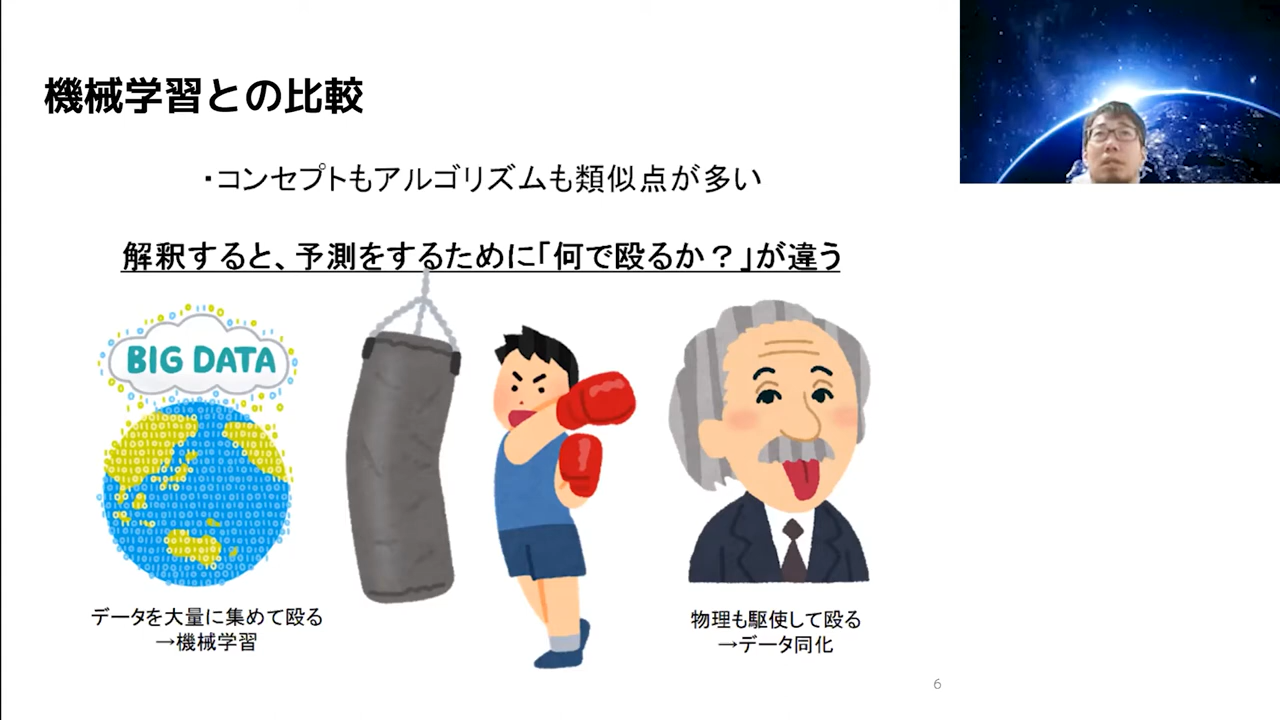 機械学習との比較
・コンセプトもアルゴリズムも類似点が多い
解釈すると、予測をするために「何で殴るか？」が違う
BIG DATA
データを大量に集めて殴る
→機械学習
物理も駆使して殴る
→データ同化
6